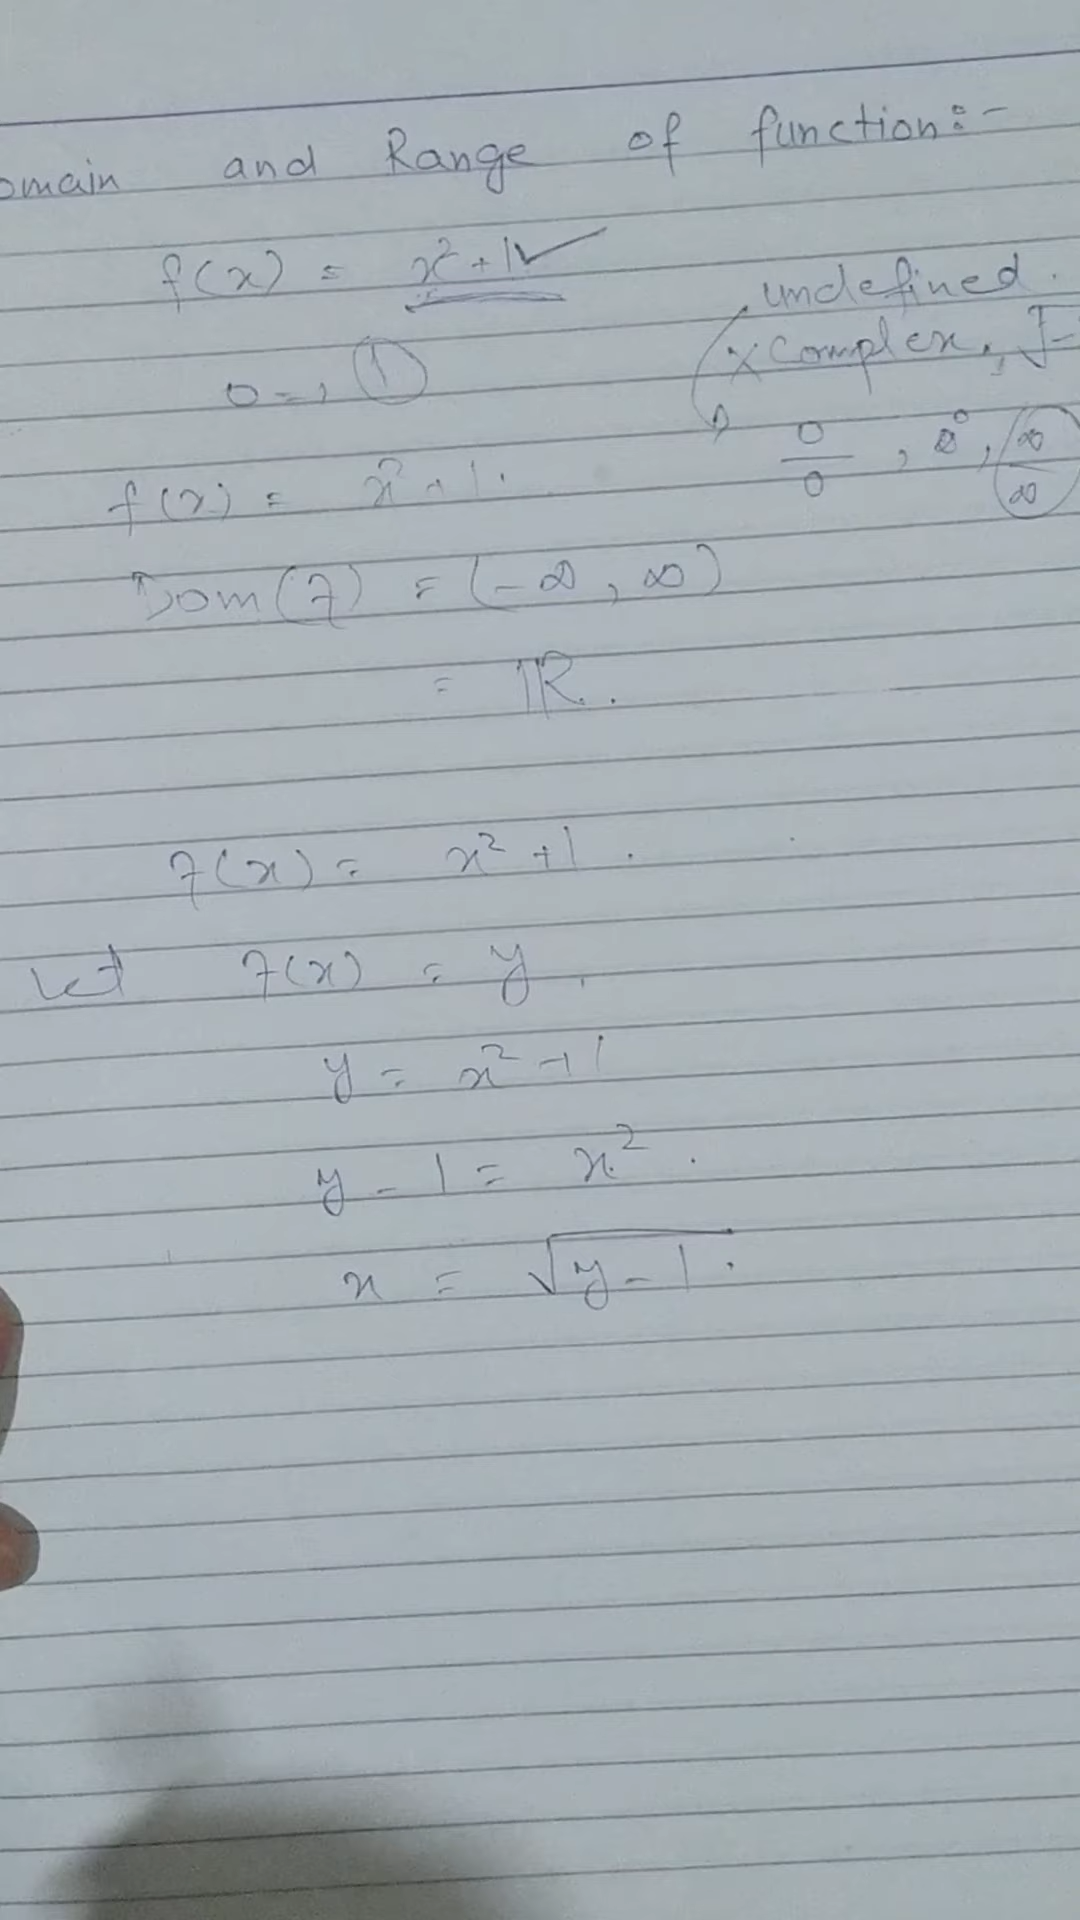 omain and Range of function:-
f(x) = x²+1 ✓
undefined.
× Complex, √-
0 = , 1
0/0 , ∞⁰, ∞/∞
f(x) = x²+1.
Dom(f) = (-∞, ∞)
= ℝ.
f(x) = x²+1.
Let f(x) = y.
y = x²+1
y - 1 = x².
x = √y-1.